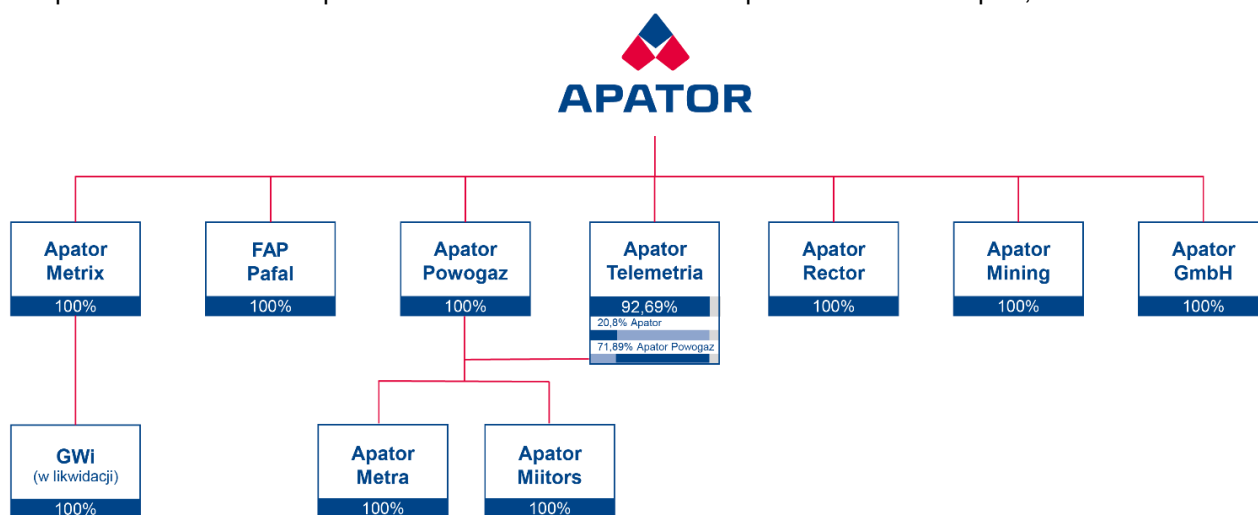 APATOR
Apator
Metrix
100%
FAP
Pafal
100%
Apator
Powogaz
100%
Apator
Telemetria
92,69%
20,8% Apator
71,89% Apator Powogaz
Apator
Rector
100%
Apator
Mining
100%
Apator
GmbH
100%
GWi
(w likwidacji)
100%
Apator
Metra
100%
Apator
Miitors
100%